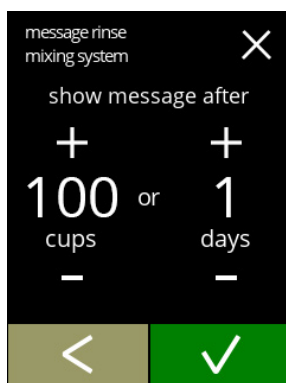 message rinse
mixing system
show message after
+ +
100 or 1
cups days
- -